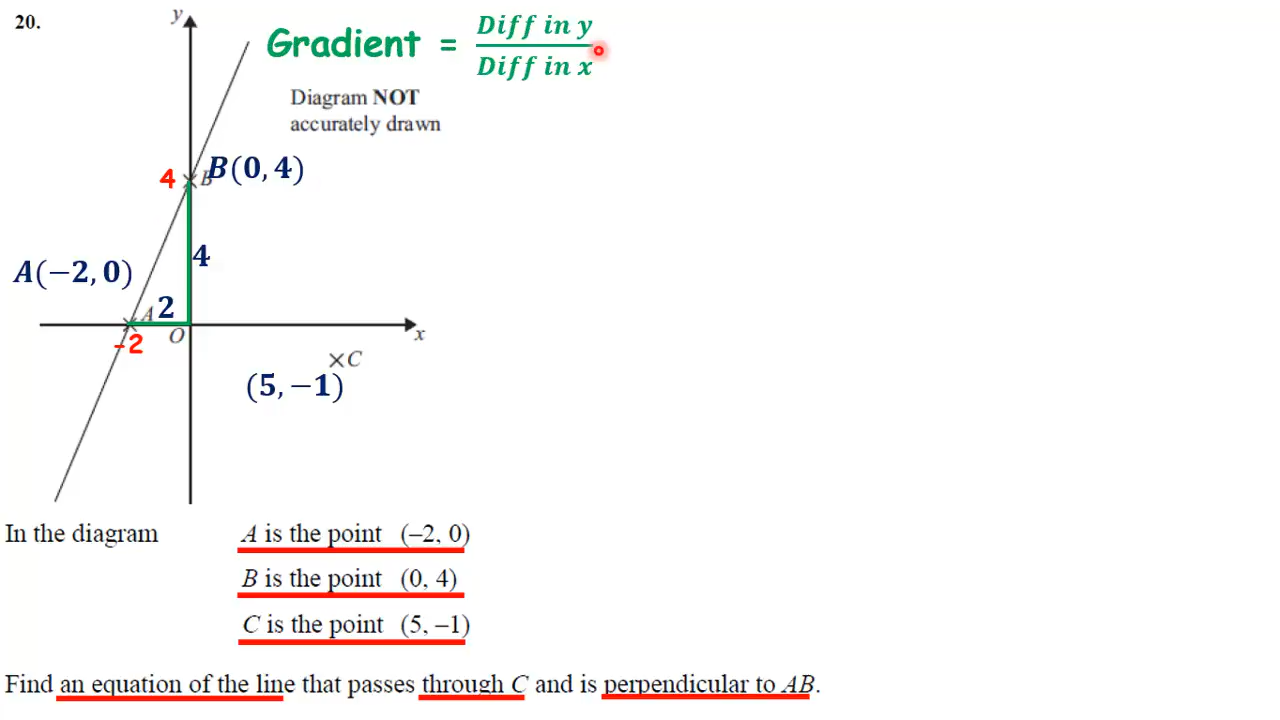 20.
y
Gradient = Diff in y / Diff in x
Diagram NOT
accurately drawn
4 B B(0, 4)
4
A(−2, 0)
A 2
-2 O x
C
(5, −1)
In the diagram A is the point (–2, 0)
B is the point (0, 4)
C is the point (5, –1)
Find an equation of the line that passes through C and is perpendicular to AB.